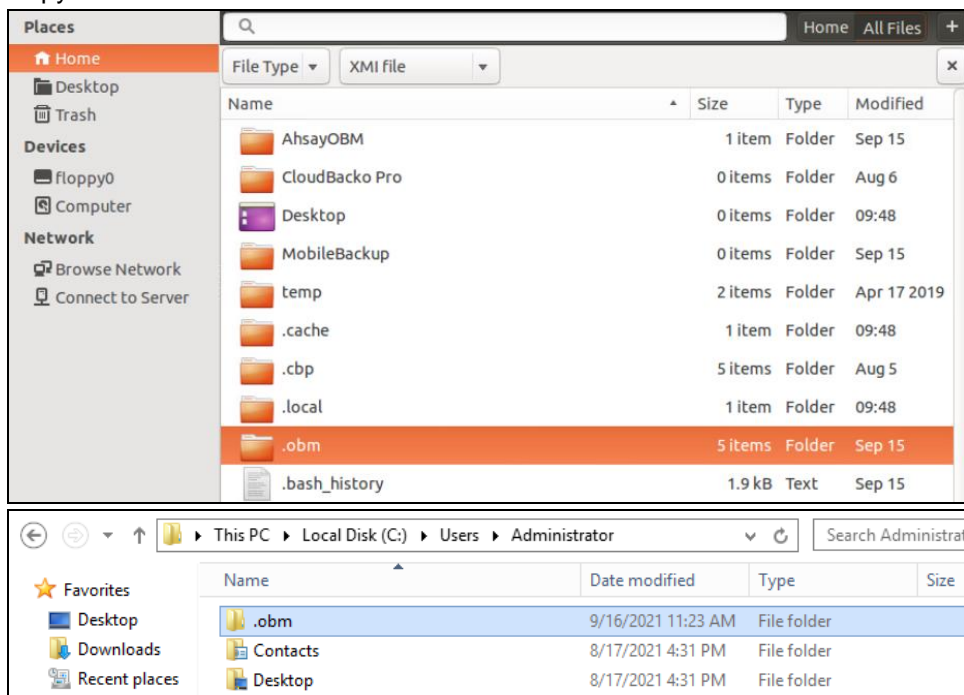 Places
Home All Files +
Home
File Type XMI file ×
Desktop
Name Size Type Modified
Trash
AhsayOBM 1 item Folder Sep 15
Devices
floppy0
CloudBacko Pro 0 items Folder Aug 6
Computer
Desktop 0 items Folder 09:48
Network
MobileBackup 0 items Folder Sep 15
Browse Network
temp 2 items Folder Apr 17 2019
Connect to Server
.cache 1 item Folder 09:48
.cbp 5 items Folder Aug 5
.local 1 item Folder 09:48
.obm 5 items Folder Sep 15
.bash_history 1.9 kB Text Sep 15
This PC Local Disk (C:) Users Administrator Search Administrat
Name Date modified Type Size
Favorites
Desktop .obm 9/16/2021 11:23 AM File folder
Downloads Contacts 8/17/2021 4:31 PM File folder
Recent places Desktop 8/17/2021 4:31 PM File folder